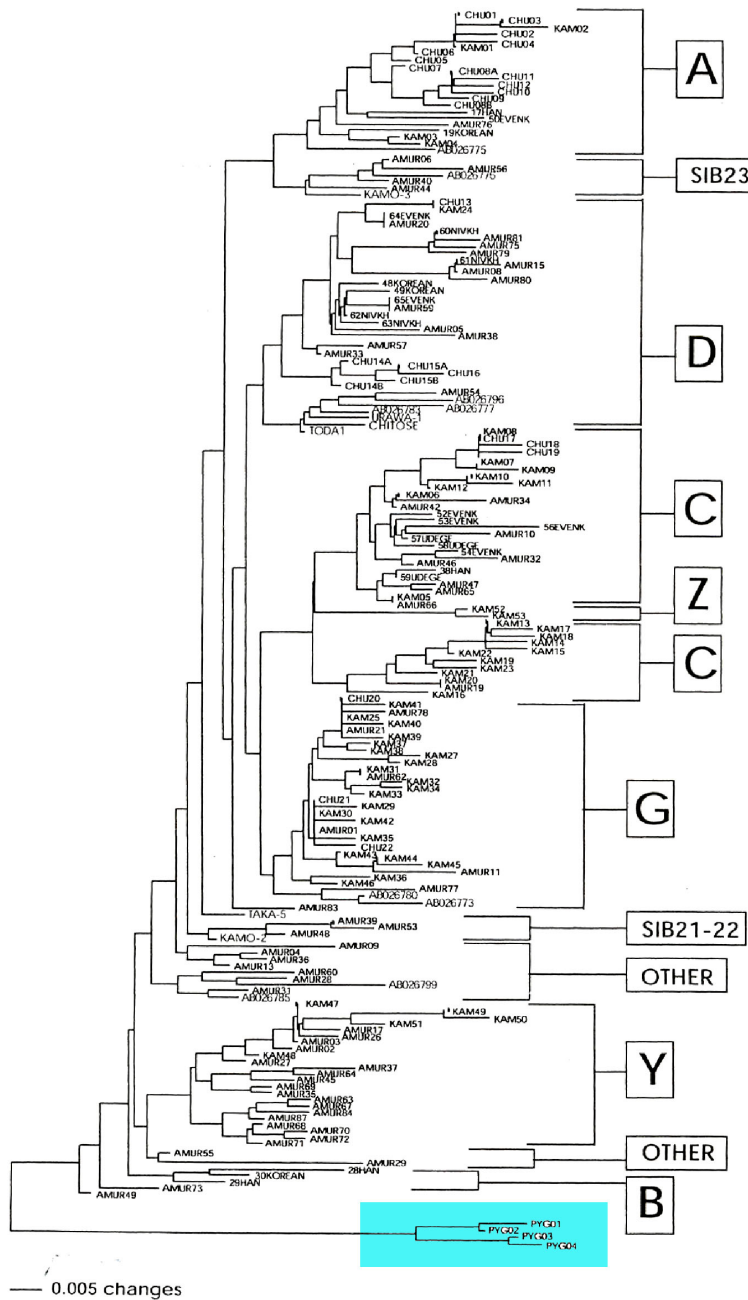 CHU01
CHU03
KAM02
CHU02
CHU04
KAM01
CHU06
CHU05
CHU07
CHU08A
CHU11
CHU12
CHU10
CHU09
CHU08B
17HAN
50EVENK
AMUR76
19KOREAN
KAM03
KAM04
AB026775
A
AMUR06
AMUR56
AB026776
AMUR40
AMUR44
KAMO-3
SIB23
CHU13
KAM24
64EVENK
AMUR20
60NIVKH
AMUR81
AMUR75
AMUR79
61NIVKH
AMUR15
AMUR08
AMUR80
48KOREAN
49KOREAN
65EVENK
AMUR59
62NIVKH
63NIVKH
AMUR05
AMUR38
AMUR57
AMUR33
CHU14A
CHU15A
CHU16
CHU15B
CHU14B
AMUR54
AB026796
AB026777
AB026783
URAWA-1
CHITOSE
TODA1
D
KAM08
CHU17
CHU18
CHU19
KAM07
KAM09
KAM10
KAM11
KAM12
KAM06
AMUR34
AMUR42
52EVENK
53EVENK
56EVENK
AMUR10
57UDEGE
58UDEGE
54EVENK
AMUR32
AMUR46
38HAN
59UDEGE
AMUR47
AMUR65
KAM05
AMUR66
C
KAM52
KAM53
Z
KAM13
KAM17
KAM18
KAM14
KAM15
KAM22
KAM19
KAM23
KAM21
KAM20
AMUR19
KAM16
C
CHU20
KAM41
AMUR78
KAM25
KAM40
AMUR21
KAM39
KAM37
KAM38
KAM27
KAM28
KAM31
AMUR62
KAM32
KAM34
KAM33
CHU21
KAM29
KAM30
KAM42
AMUR01
KAM35
CHU22
KAM43
KAM44
KAM45
AMUR11
KAM36
KAM46
AMUR77
AB026780
AB026773
AMUR83
G
TAKA-5
AMUR39
AMUR53
AMUR48
KAMO-2
SIB21-22
AMUR09
AMUR04
AMUR36
AMUR13
AMUR60
AMUR28
AB026799
AMUR31
AB026785
OTHER
KAM47
KAM49
KAM50
KAM51
AMUR17
AMUR26
AMUR03
AMUR02
KAM48
AMUR27
AMUR37
AMUR64
AMUR45
AMUR69
AMUR35
AMUR63
AMUR67
AMUR84
AMUR87
AMUR68
AMUR70
AMUR72
AMUR71
Y
AMUR55
AMUR29
OTHER
28HAN
30KOREAN
29HAN
AMUR73
AMUR49
B
PYG01
PYG02
PYG03
PYG04
0.005 changes